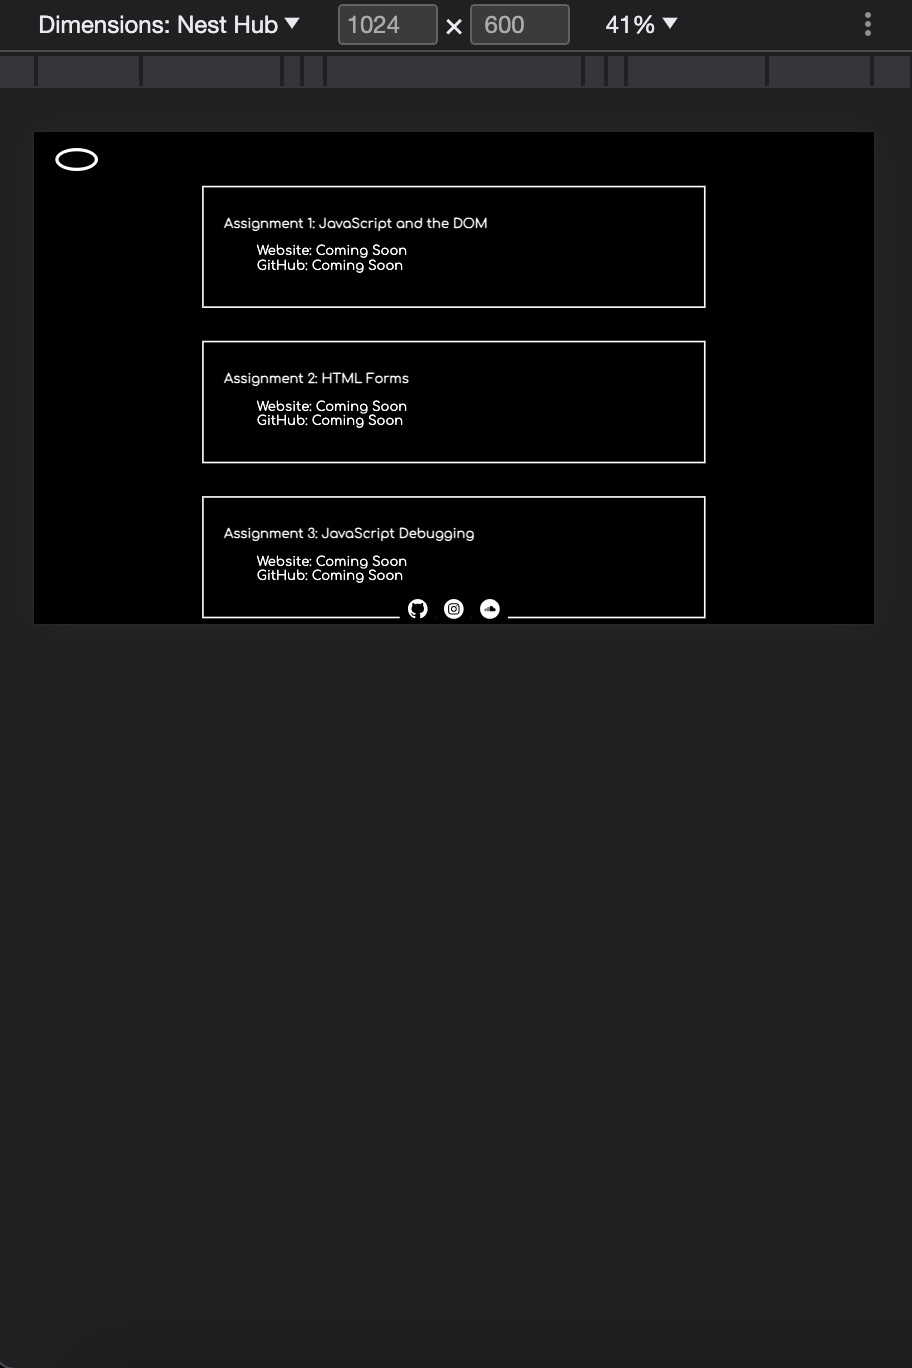 Dimensions: Nest Hub 1024 × 600 41%
Assignment 1: JavaScript and the DOM
Website: Coming Soon
GitHub: Coming Soon
Assignment 2: HTML Forms
Website: Coming Soon
GitHub: Coming Soon
Assignment 3: JavaScript Debugging
Website: Coming Soon
GitHub: Coming Soon